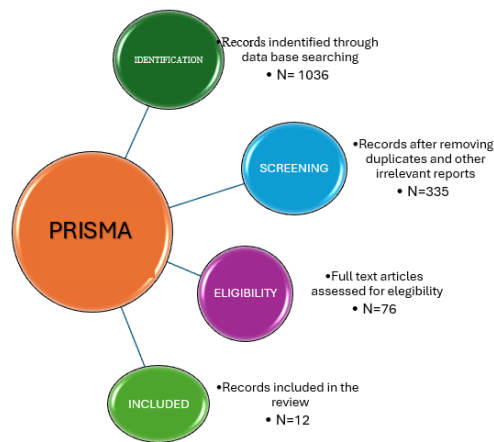 IDENTIFICATION
•Records indentified through
data base searching
• N= 1036
SCREENING
•Records after removing
duplicates and other
irrelevant reports
• N=335
PRISMA
ELIGIBILITY
•Full text articles
assessed for elegibility
• N=76
INCLUDED
•Records included in the
review
• N=12